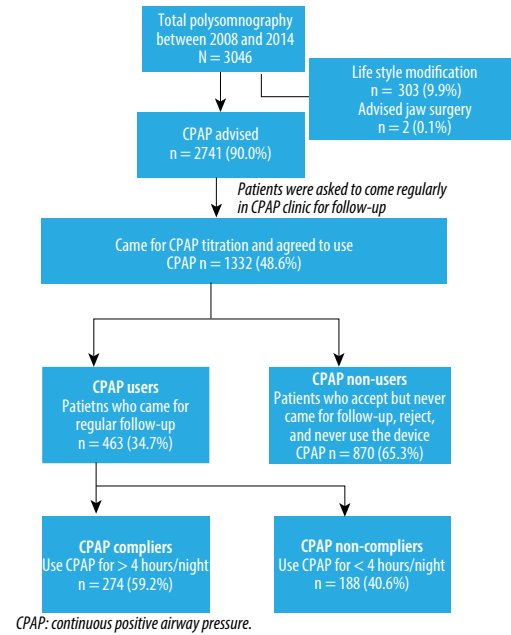 Total polysomnography
between 2008 and 2014
N = 3046
Life style modification
n = 303 (9.9%)
Advised jaw surgery
n = 2 (0.1%)
CPAP advised
n = 2741 (90.0%)
Patients were asked to come regularly
in CPAP clinic for follow-up
Came for CPAP titration and agreed to use
CPAP n = 1332 (48.6%)
CPAP users
Patietns who came for
regular follow-up
n = 463 (34.7%)
CPAP non-users
Patients who accept but never
came for follow-up, reject,
and never use the device
CPAP n = 870 (65.3%)
CPAP compliers
Use CPAP for > 4 hours/night
n = 274 (59.2%)
CPAP non-compliers
Use CPAP for < 4 hours/night
n = 188 (40.6%)
CPAP: continuous positive airway pressure.